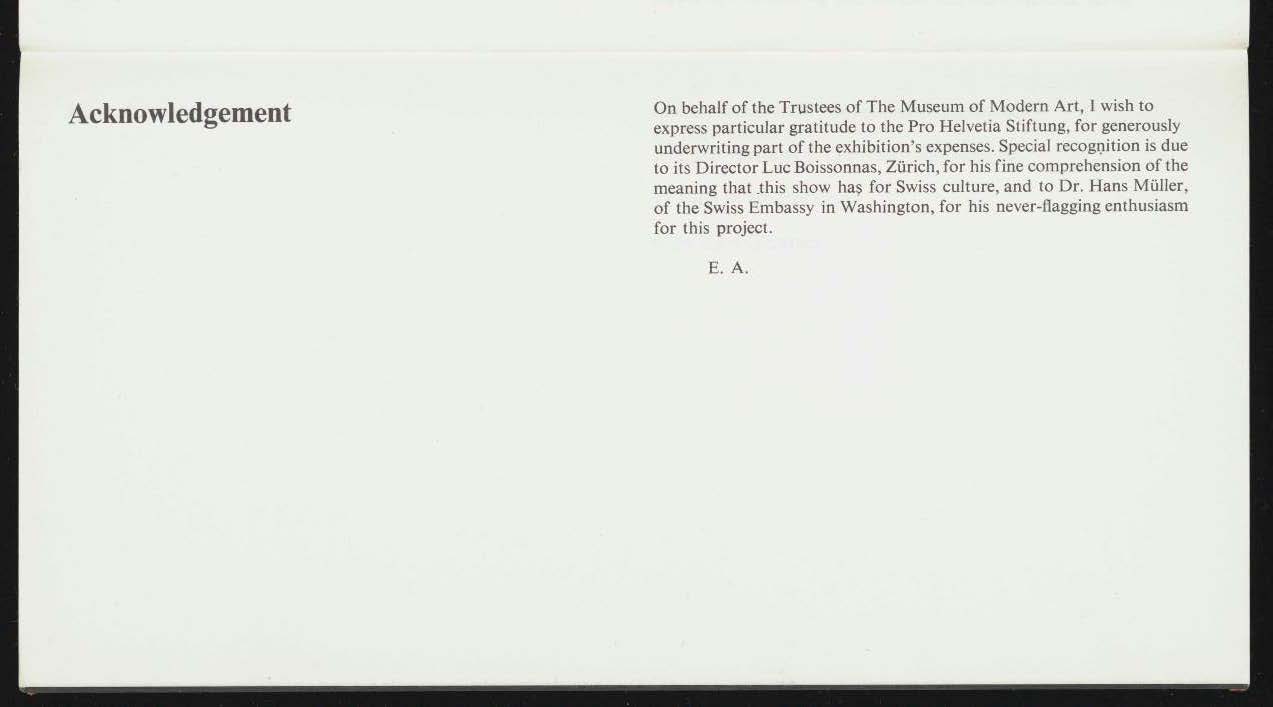 Acknowledgement
On behalf of the Trustees of The Museum of Modern Art, I wish to
express particular gratitude to the Pro Helvetia Stiftung, for generously
underwriting part of the exhibition's expenses. Special recognition is due
to its Director Luc Boissonnas, Zürich, for his fine comprehension of the
meaning that this show has for Swiss culture, and to Dr. Hans Müller,
of the Swiss Embassy in Washington, for his never-flagging enthusiasm
for this project.
E. A.